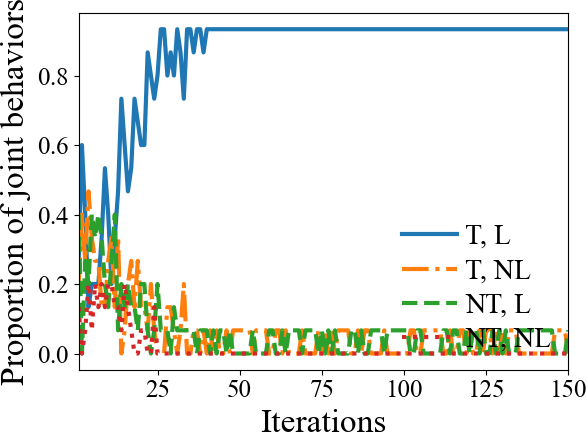 Proportion of joint behaviors
0.8
0.6
0.4
0.2
0.0
T, L
T, NL
NT, L
NT, NL
25 50 75 100 125 150
Iterations